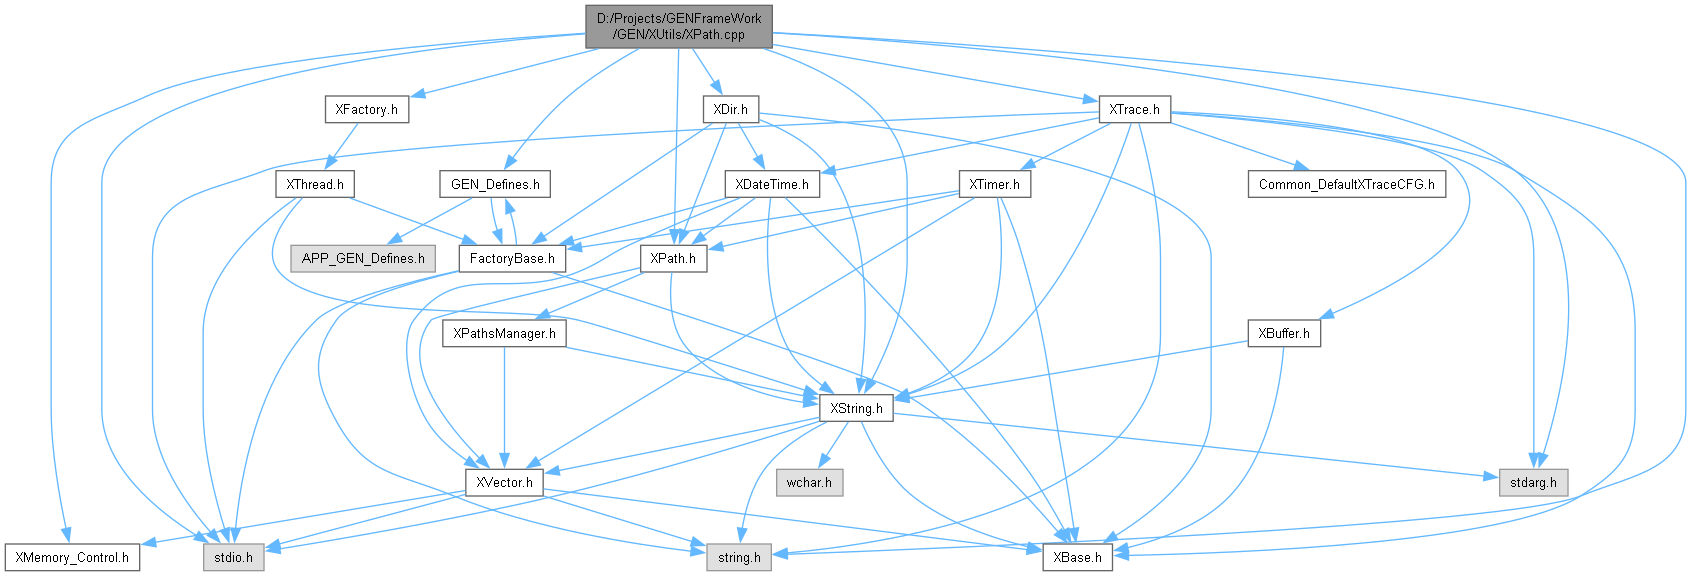 D:/Projects/GENFrameWork
/GEN/XUtils/XPath.cpp
XFactory.h
XDir.h
XTrace.h
XThread.h
GEN_Defines.h
XDateTime.h
XTimer.h
Common_DefaultXTraceCFG.h
APP_GEN_Defines.h
FactoryBase.h
XPath.h
XPathsManager.h
XBuffer.h
XString.h
XVector.h
wchar.h
stdarg.h
XMemory_Control.h
stdio.h
string.h
XBase.h